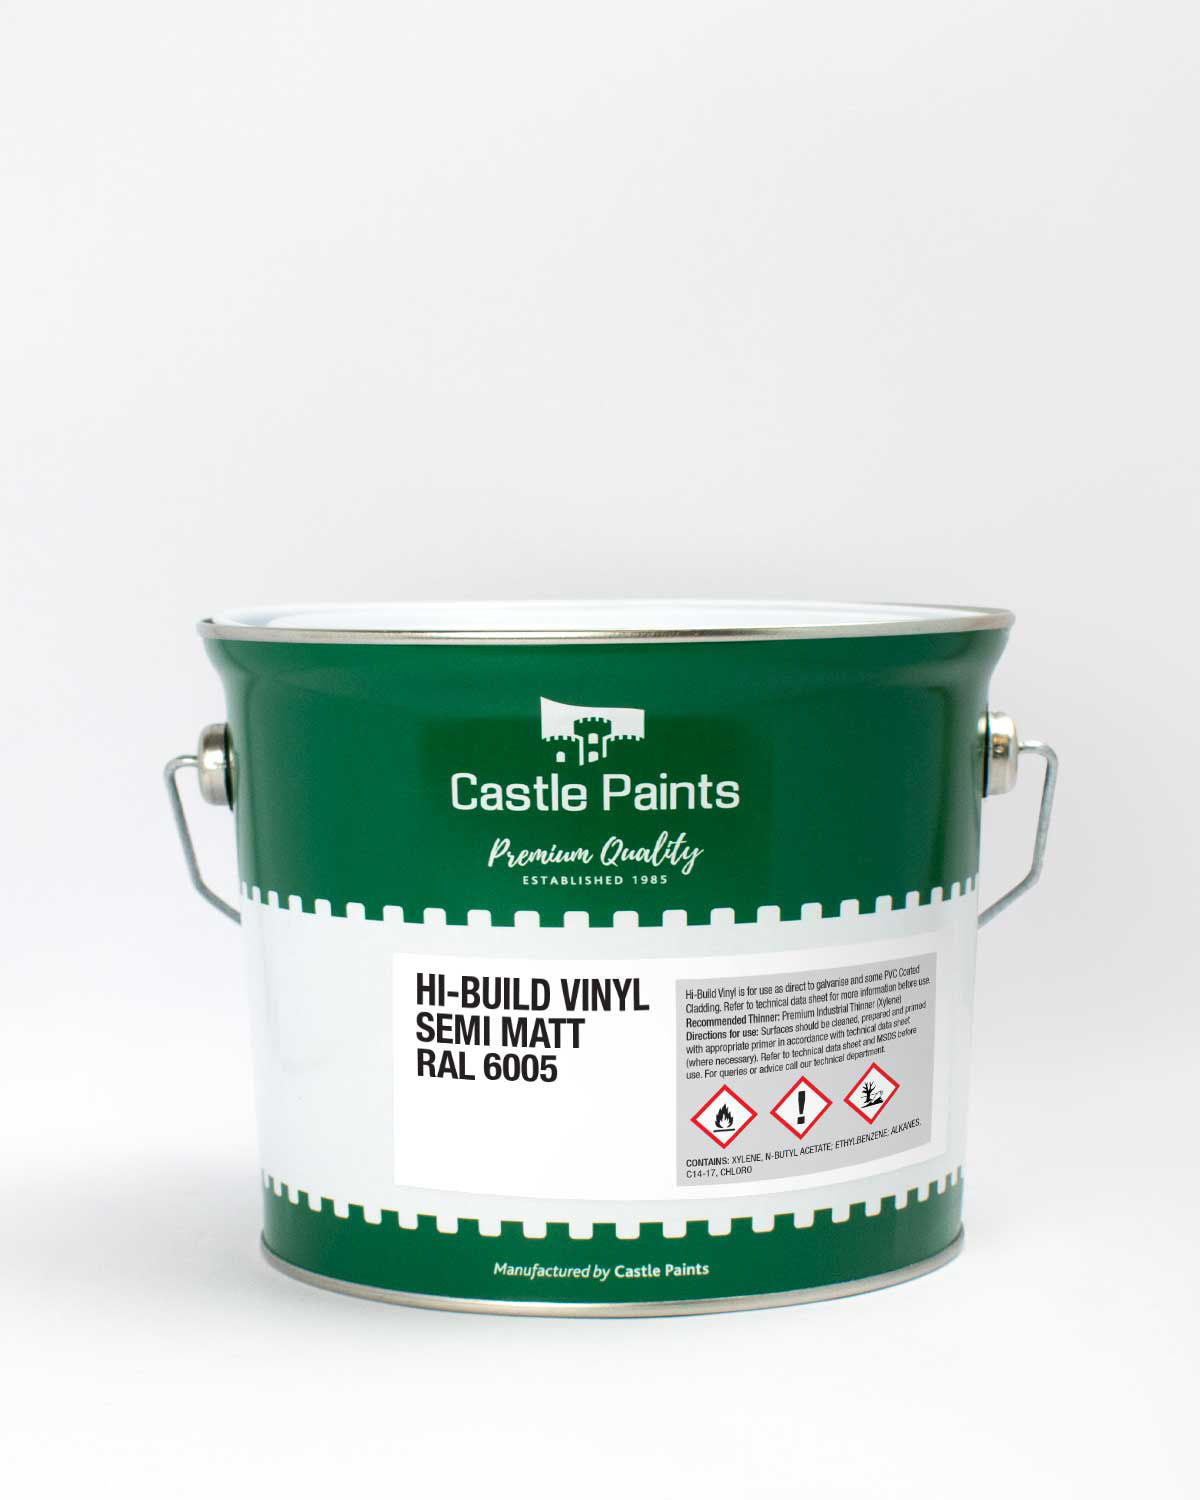 Castle Paints
Premium Quality
ESTABLISHED 1985
HI-BUILD VINYL
SEMI MATT
RAL 6005
Hi-Build Vinyl is for use as direct to galvanise and some PVC Coated
Cladding. Refer to technical data sheet for more information before use.
Recommended Thinner: Premium Industrial Thinner (Xylene)
Directions for use: Surfaces should be cleaned, prepared and primed
with appropriate primer in accordance with technical data sheet
(where necessary). Refer to technical data sheet and MSDS before
use. For queries or advice call our technical department.
CONTAINS: XYLENE, N-BUTYL ACETATE; ETHYLBENZENE; ALKANES,
C14-17, CHLORO
Manufactured by Castle Paints